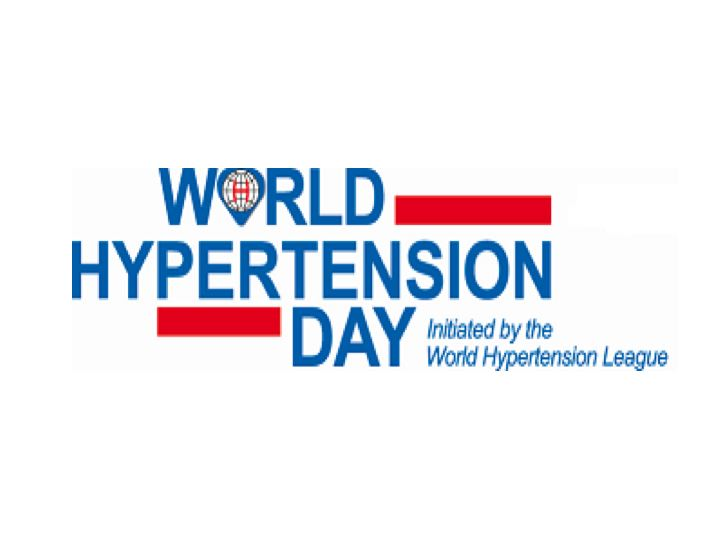 WORLD
HYPERTENSION
DAY
Initiated by the
World Hypertension League